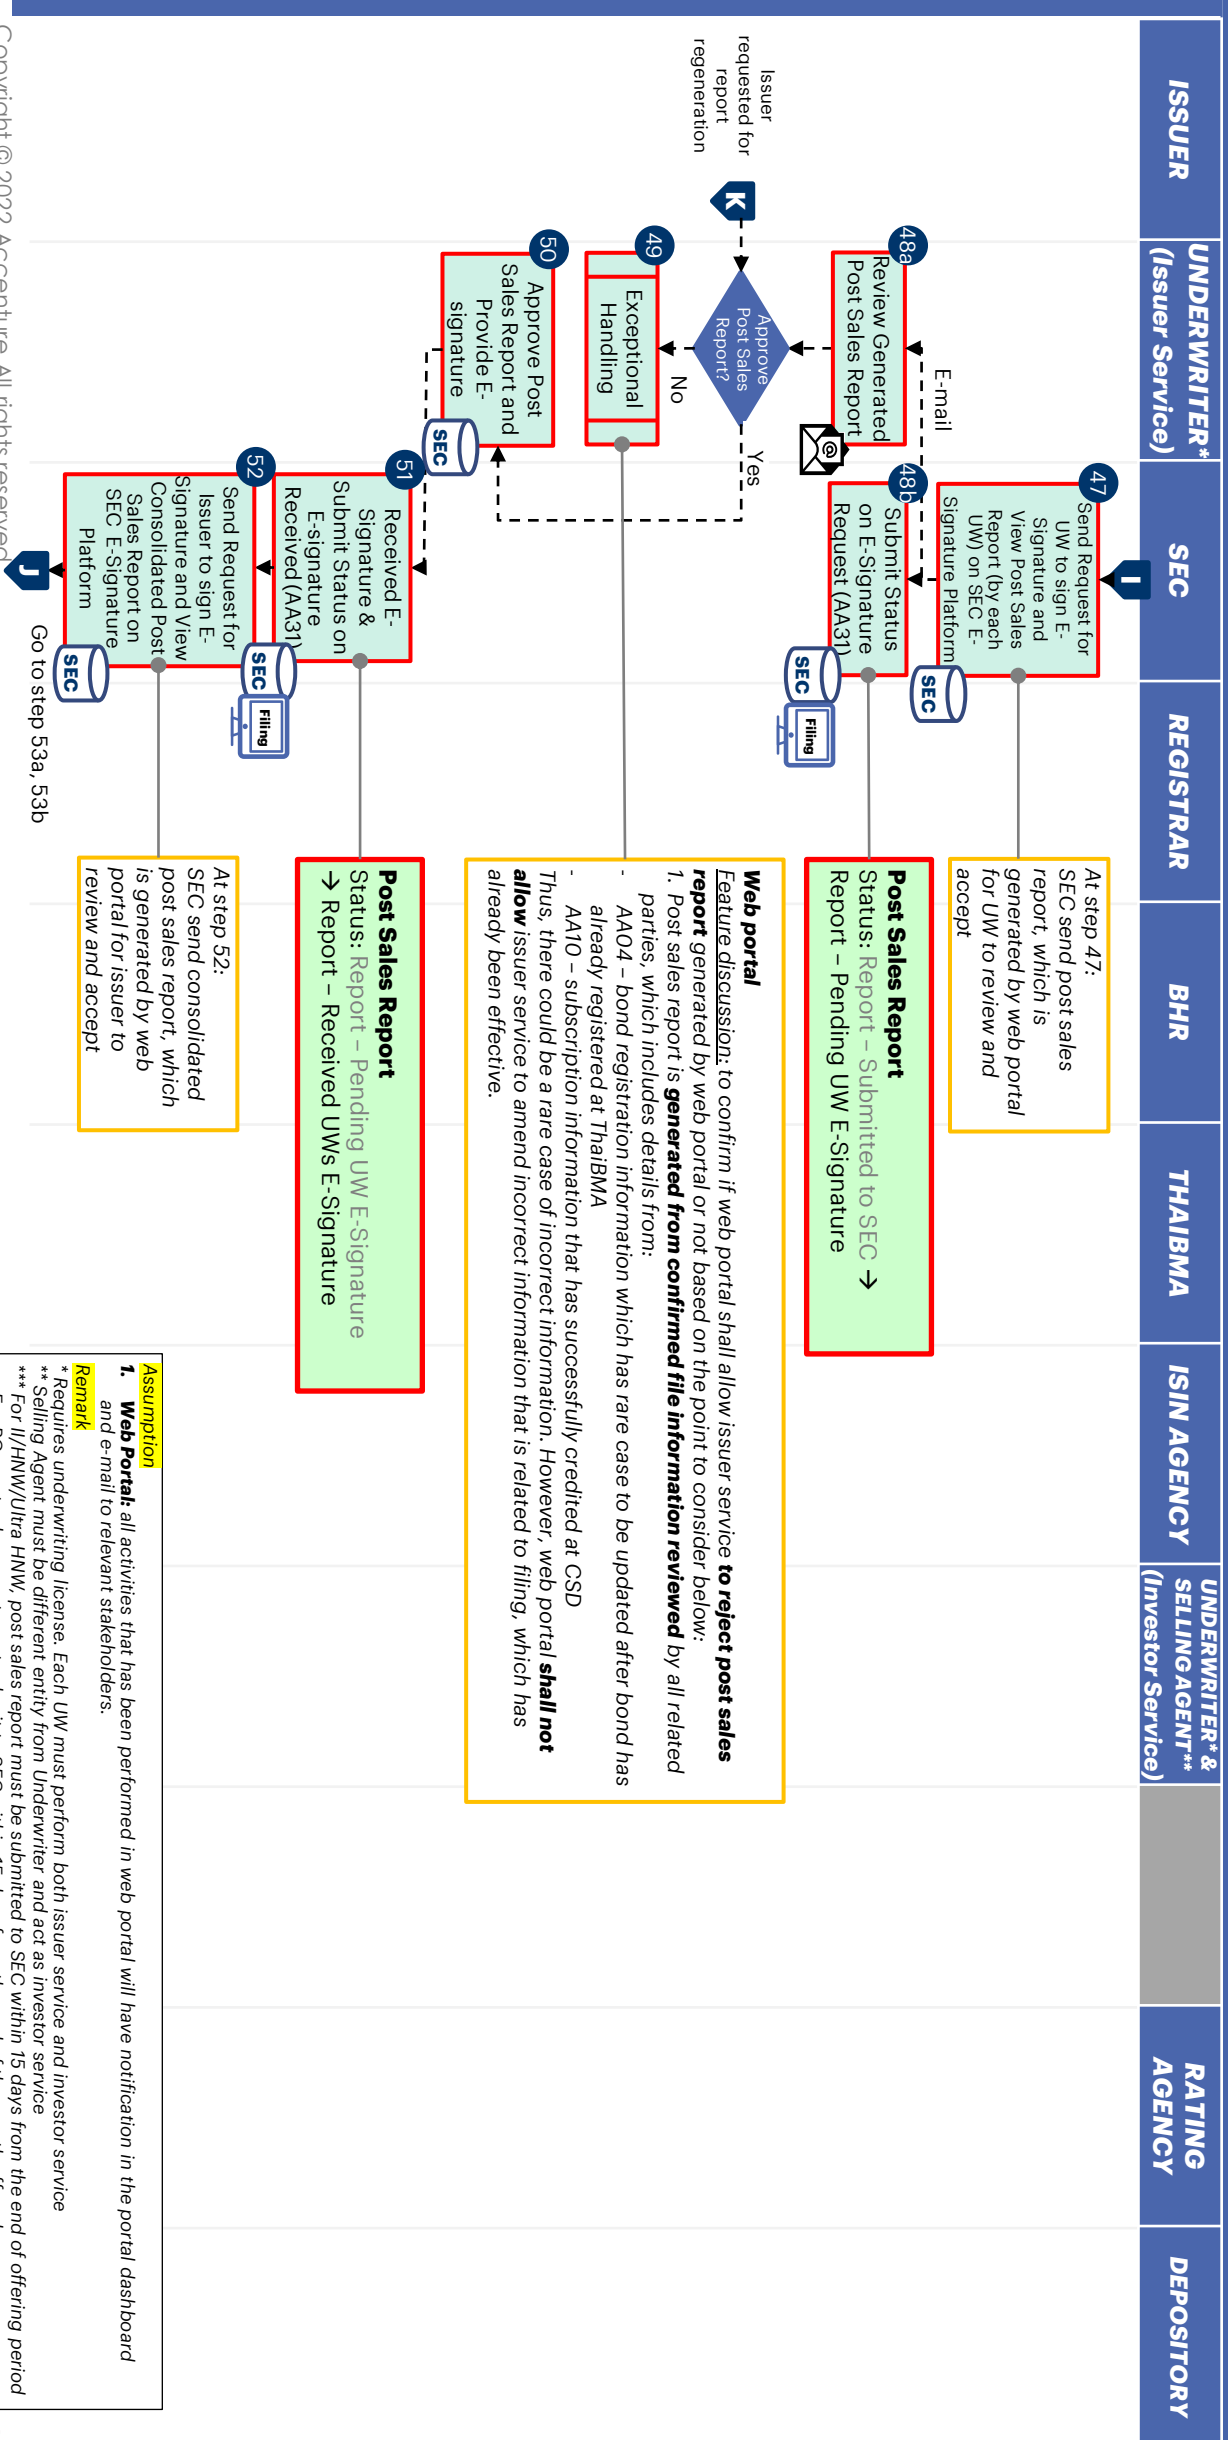 ISSUER
UNDERWRITER*
(Issuer Service)
SEC
REGISTRAR
BHR
THAIBMA
ISIN AGENCY
UNDERWRITER* &
SELLING AGENT**
(Investor Service)
RATING
AGENCY
DEPOSITORY
I
47
Send Request for
UW to sign E-
Signature and
View Post Sales
Report (by each
UW) on SEC E-
Signature Platform
SEC
At step 47:
SEC send post sales
report, which is
generated by web portal
for UW to review and
accept
E-mail
48a
Review Generated
Post Sales Report
@
48b
Submit Status
on E-Signature
Request (AA31)
SEC
Filing
Post Sales Report
Status: Report – Submitted to SEC →
Report – Pending UW E-Signature
Issuer
requested for
report
regeneration
K
Approve
Post Sales
Report?
Yes
No
49
Exceptional
Handling
Web portal
Feature discussion: to confirm if web portal shall allow issuer service to reject post sales
report generated by web portal or not based on the point to consider below:
1. Post sales report is generated from confirmed file information reviewed by all related
parties, which includes details from:
- AA04 – bond registration information which has rare case to be updated after bond has
already registered at ThaiBMA
- AA10 – subscription information that has successfully credited at CSD
Thus, there could be a rare case of incorrect information. However, web portal shall not
allow issuer service to amend incorrect information that is related to filing, which has
already been effective.
50
Approve Post
Sales Report and
Provide E-
signature
SEC
51
Received E-
Signature &
Submit Status on
E-signature
Received (AA31)
SEC
Filing
Post Sales Report
Status: Report – Pending UW E-Signature
→ Report – Received UWs E-Signature
52
Send Request for
Issuer to sign E-
Signature and View
Consolidated Post
Sales Report on
SEC E-Signature
Platform
SEC
At step 52:
SEC send consolidated
post sales report, which
is generated by web
portal for issuer to
review and accept
J
Go to step 53a, 53b
Assumption
1. Web Portal: all activities that has been performed in web portal will have notification in the portal dashboard
and e-mail to relevant stakeholders.
Remark
* Requires underwriting license. Each UW must perform both issuer service and investor service
** Selling Agent must be different entity from Underwriter and act as investor service
*** For II/HNW/Ultra HNW, post sales report must be submitted to SEC within 15 days from the end of offering period
Copyright © 2022 Accenture. All rights reserved.